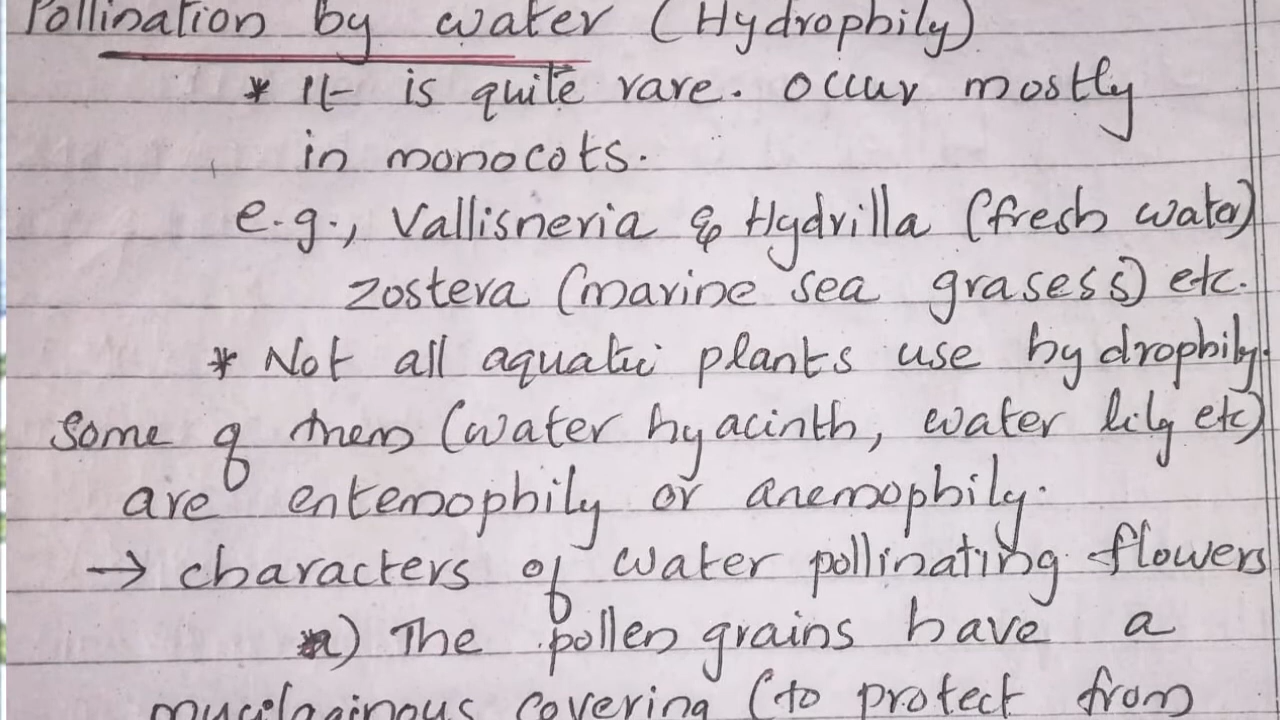 Pollination by water (Hydrophily)
* It is quite rare. occur mostly
in monocots.
e.g., Vallisneria & Hydrilla (fresh water)
zostera (marine sea grasess) etc.
* Not all aquatic plants use hydrophily.
some of them (water hyacinth, water lily etc)
are entemophily or anemophily.
→ characters of water pollinating flowers
a) The pollen grains have a
mucilaginous covering (to protect from